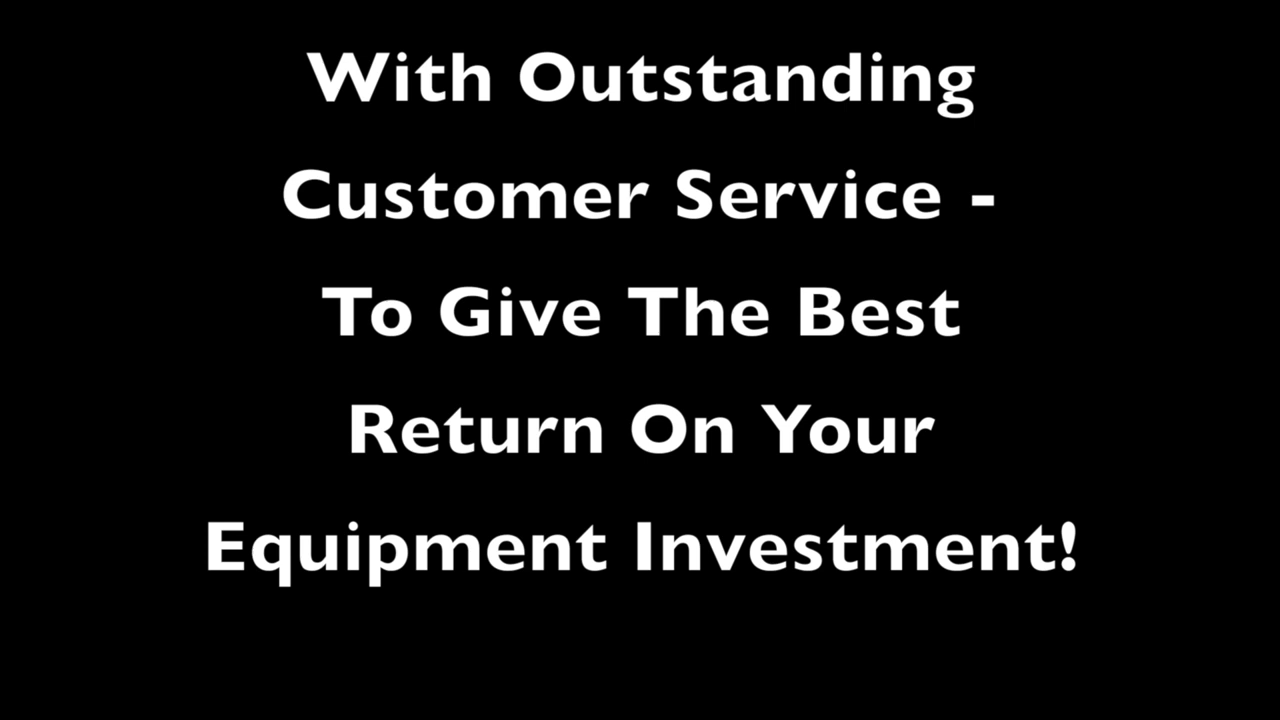 With Outstanding
Customer Service -
To Give The Best
Return On Your
Equipment Investment!